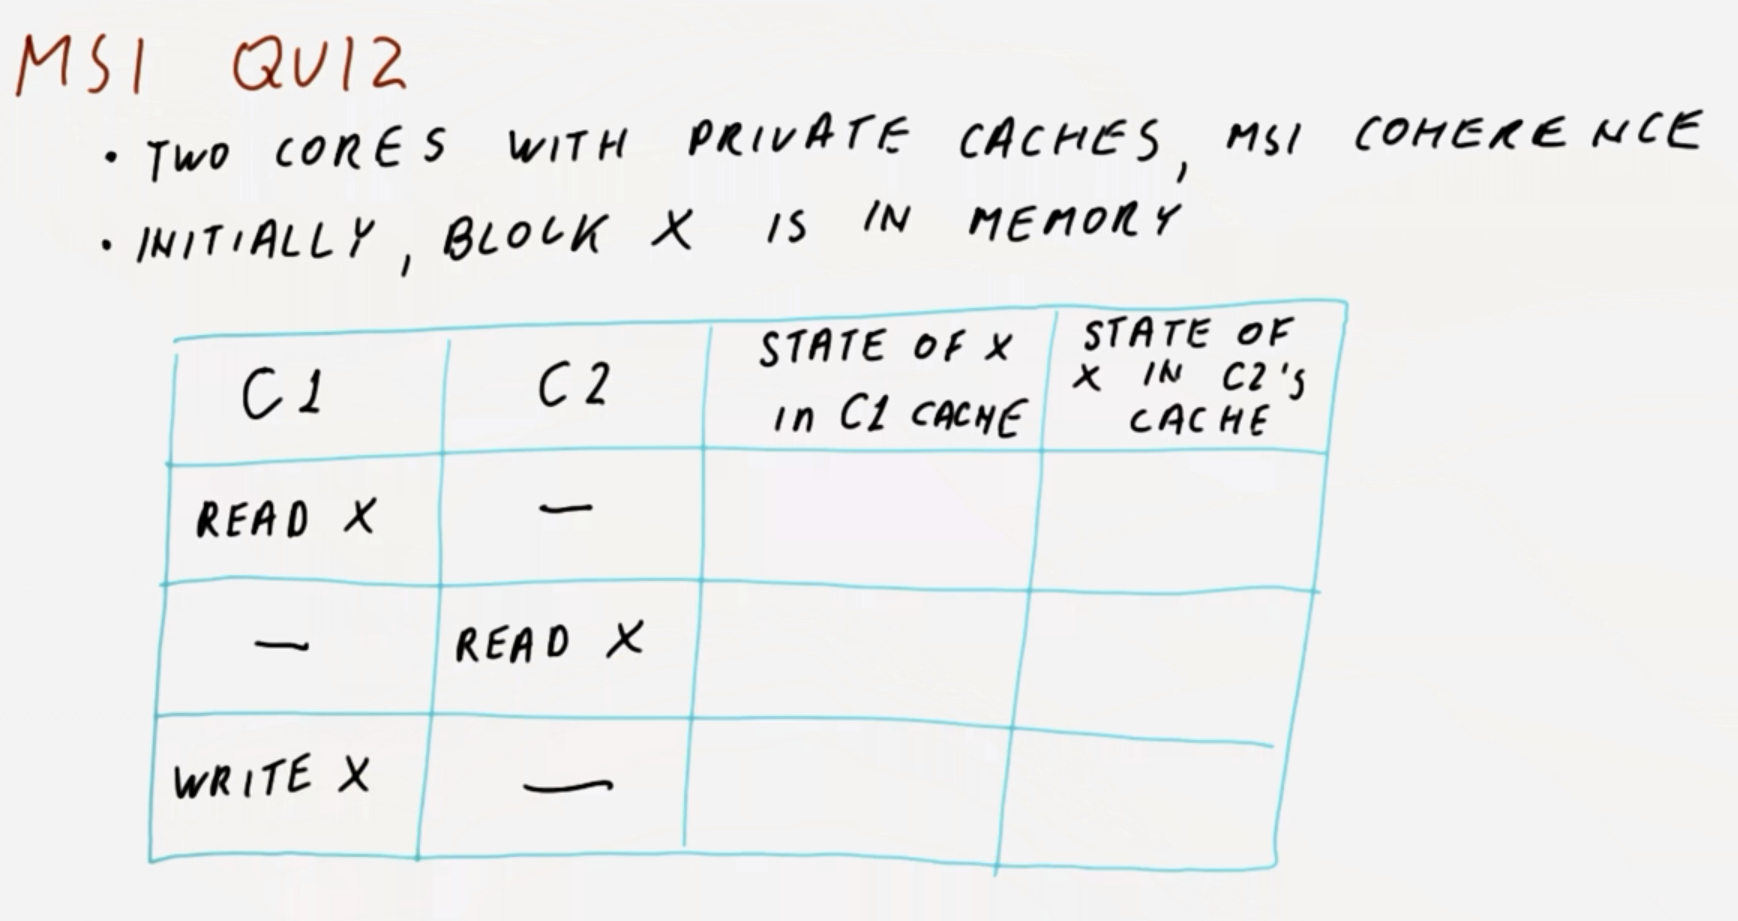 MSI QUIZ
• TWO CORES WITH PRIVATE CACHES, MSI COHERENCE
• INITIALLY, BLOCK X IS IN MEMORY
C1
C2
STATE OF X
in C1 CACHE
STATE OF
X IN C2's
CACHE
READ X
—
—
READ X
WRITE X
—